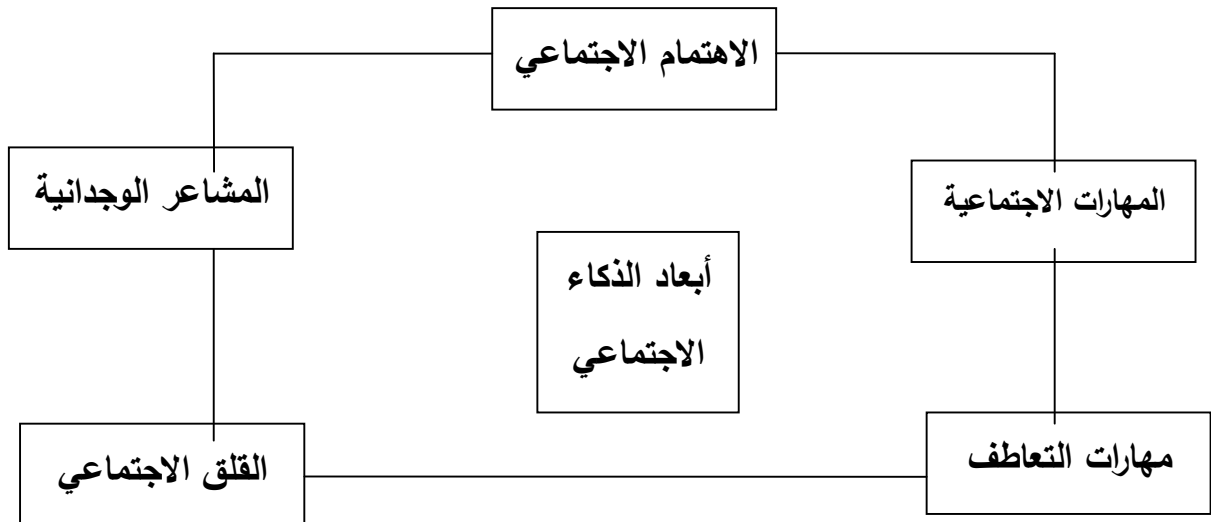 الاهتمام الاجتماعي
المهارات الاجتماعية
المشاعر الوجدانية
أبعاد الذكاء
الاجتماعي
مهارات التعاطف
القلق الاجتماعي